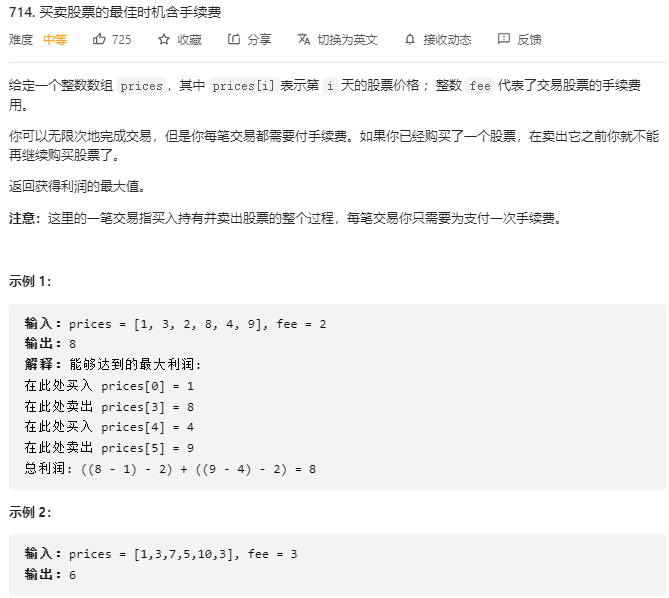 714. 买卖股票的最佳时机含手续费
难度 中等 725 收藏 分享 切换为英文 接收动态 反馈
给定一个整数数组 prices，其中 prices[i] 表示第 i 天的股票价格 ；整数 fee 代表了交易股票的手续费
用。
你可以无限次地完成交易，但是你每笔交易都需要付手续费。如果你已经购买了一个股票，在卖出它之前你就不能
再继续购买股票了。
返回获得利润的最大值。
注意：这里的一笔交易指买入持有并卖出股票的整个过程，每笔交易你只需要为支付一次手续费。
示例 1：
输入：prices = [1, 3, 2, 8, 4, 9], fee = 2
输出：8
解释：能够达到的最大利润:
在此处买入 prices[0] = 1
在此处卖出 prices[3] = 8
在此处买入 prices[4] = 4
在此处卖出 prices[5] = 9
总利润: ((8 - 1) - 2) + ((9 - 4) - 2) = 8
示例 2：
输入：prices = [1,3,7,5,10,3], fee = 3
输出：6